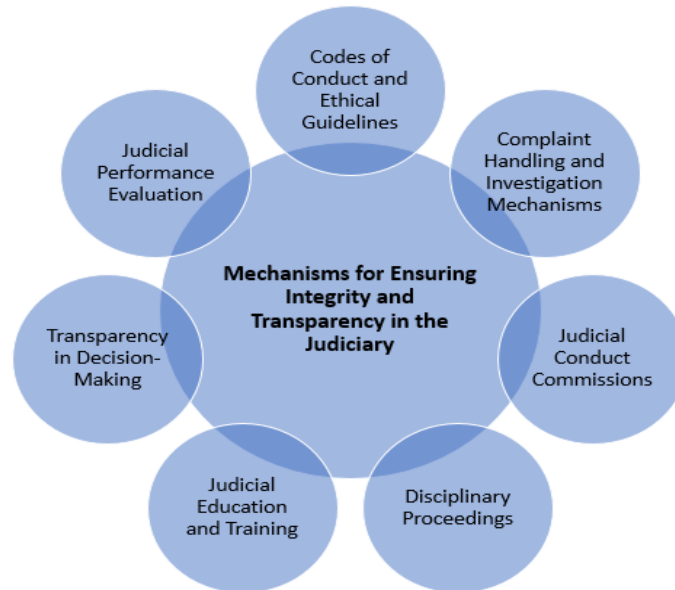 Codes of
Conduct and
Ethical
Guidelines
Complaint
Handling and
Investigation
Mechanisms
Judicial
Conduct
Commissions
Disciplinary
Proceedings
Judicial
Education
and Training
Transparency
in Decision-
Making
Judicial
Performance
Evaluation
Mechanisms for Ensuring
Integrity and
Transparency in the
Judiciary